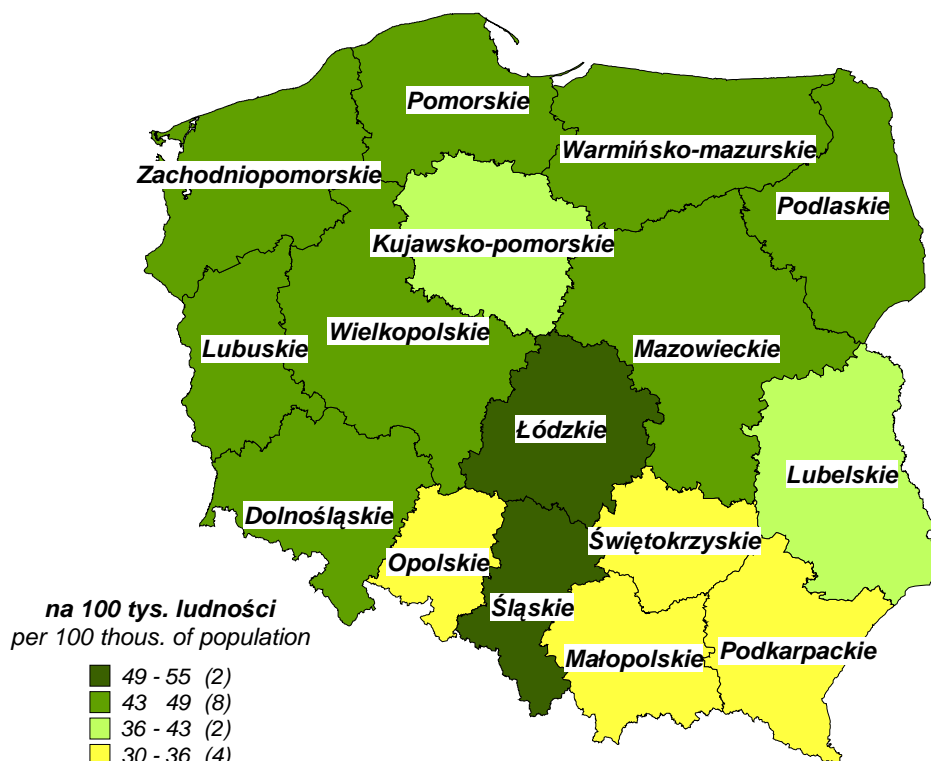 Pomorskie
Warmińsko-mazurskie
Zachodniopomorskie
Podlaskie
Kujawsko-pomorskie
Wielkopolskie
Lubuskie
Mazowieckie
Łódzkie
Lubelskie
Dolnośląskie
Świętokrzyskie
Opolskie
Śląskie
Małopolskie
Podkarpackie
na 100 tys. ludności
per 100 thous. of population
49 - 55 (2)
43 49 (8)
36 - 43 (2)
30 - 36 (4)